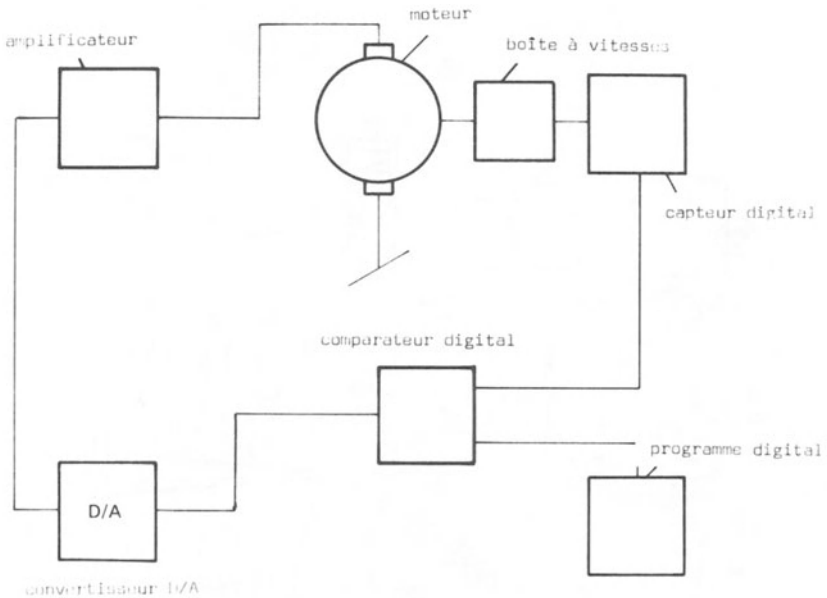 moteur
amplificateur
boîte à vitesses
capteur digital
comparateur digital
programme digital
D/A
convertisseur D/A